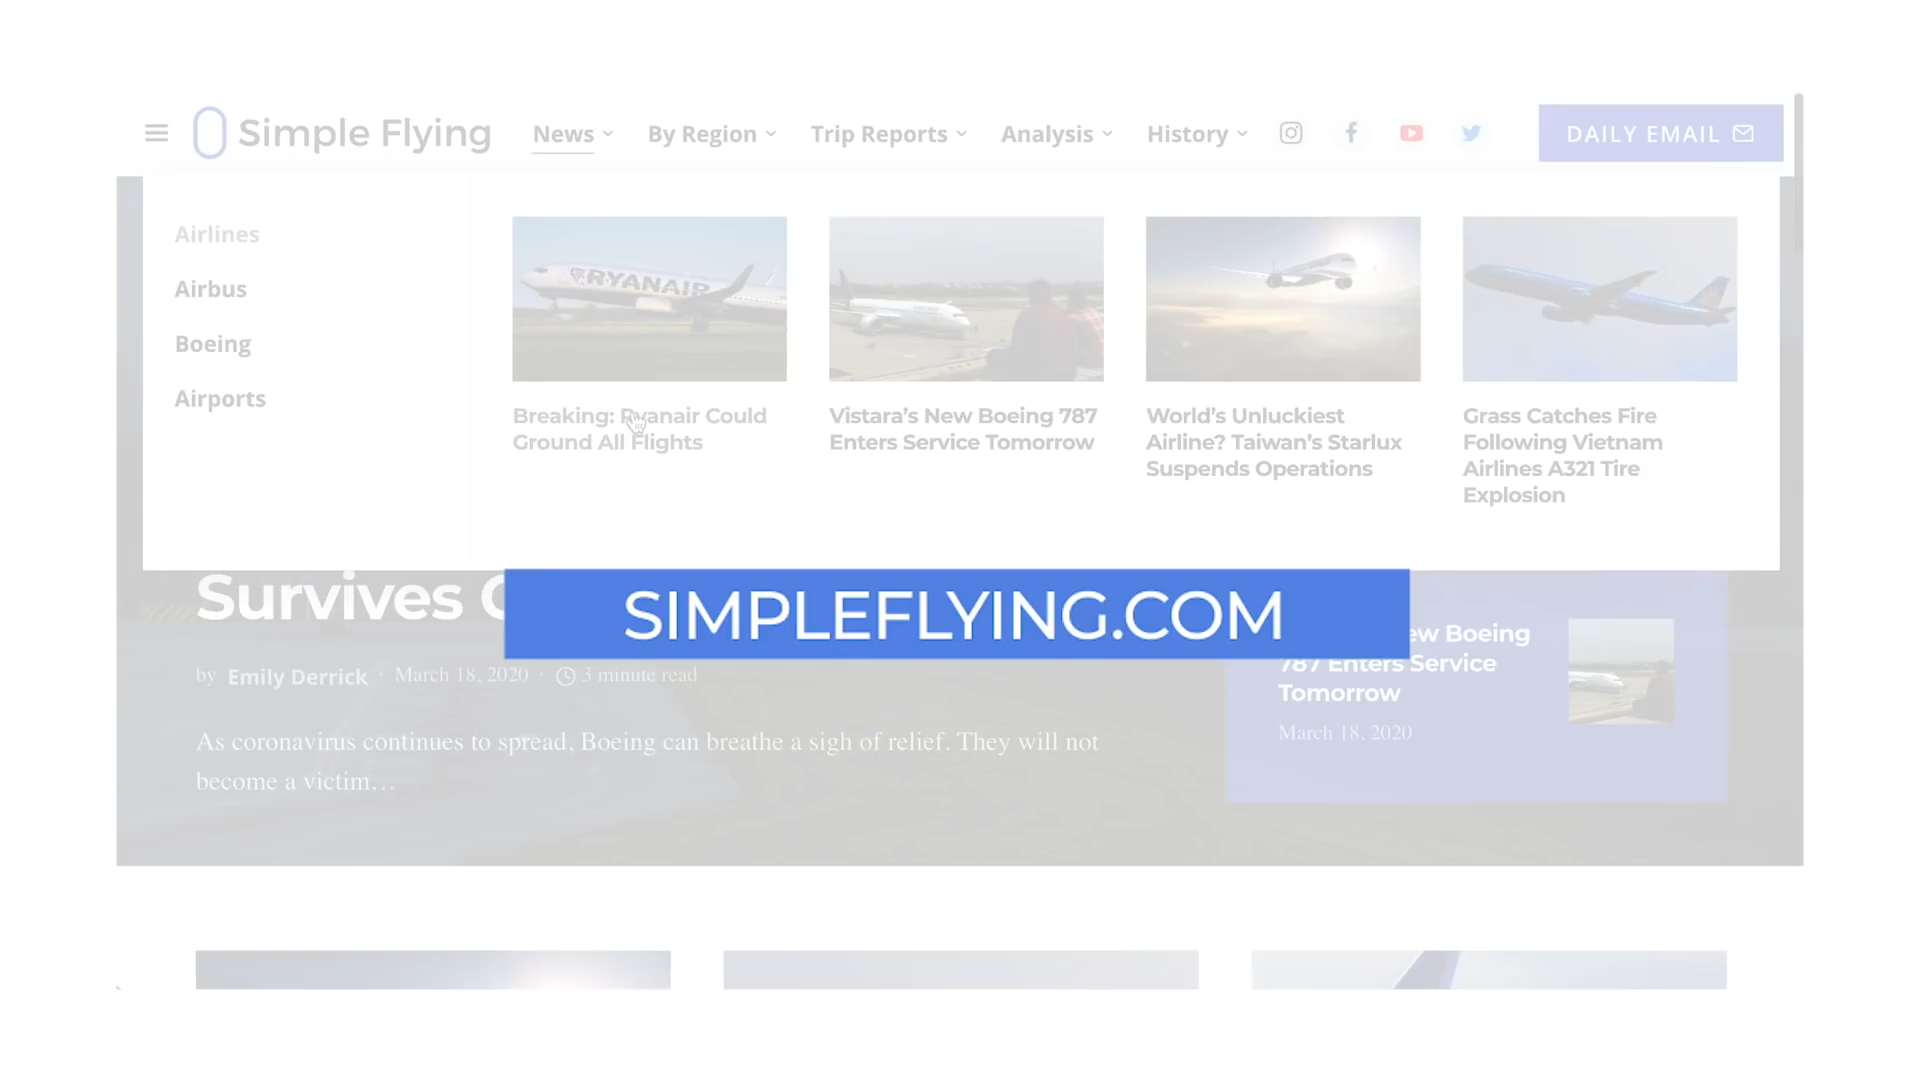 Simple Flying
News
By Region
Trip Reports
Analysis
History
DAILY EMAIL
Airlines
Airbus
Boeing
Airports
RYANAIR
Breaking: Ryanair Could
Ground All Flights
Vistara’s New Boeing 787
Enters Service Tomorrow
World’s Unluckiest
Airline? Taiwan’s Starlux
Suspends Operations
Grass Catches Fire
Following Vietnam
Airlines A321 Tire
Explosion
Survives
SIMPLEFLYING.COM
by Emily Derrick · March 18, 2020 · 3 minute read
As coronavirus continues to spread, Boeing can breathe a sigh of relief. They will not
become a victim…
Boeing
787 Enters Service
Tomorrow
March 18, 2020